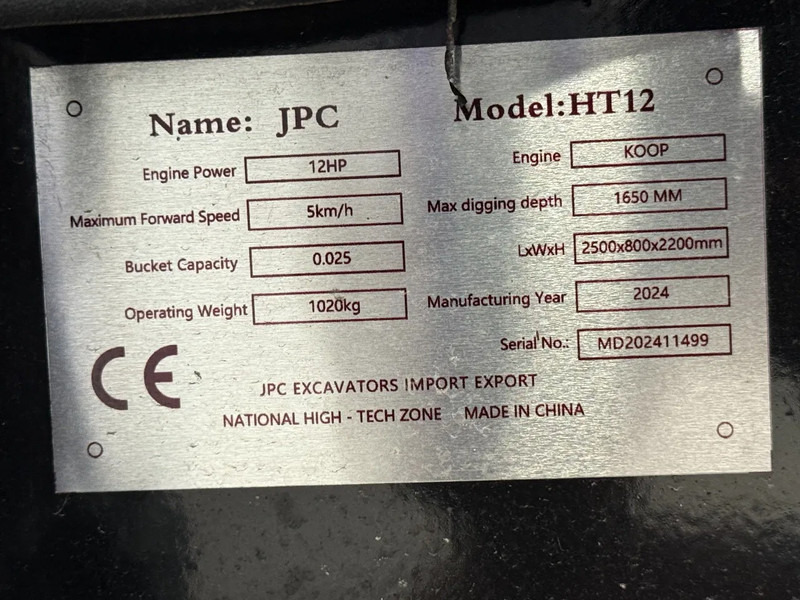 Name: JPC Model:HT12
Engine Power 12HP Engine KOOP
Maximum Forward Speed 5km/h Max digging depth 1650 MM
Bucket Capacity 0.025 LxWxH 2500x800x2200mm
Operating Weight 1020kg Manufacturing Year 2024
Serial No.: MD202411499
CE
JPC EXCAVATORS IMPORT EXPORT
NATIONAL HIGH - TECH ZONE MADE IN CHINA